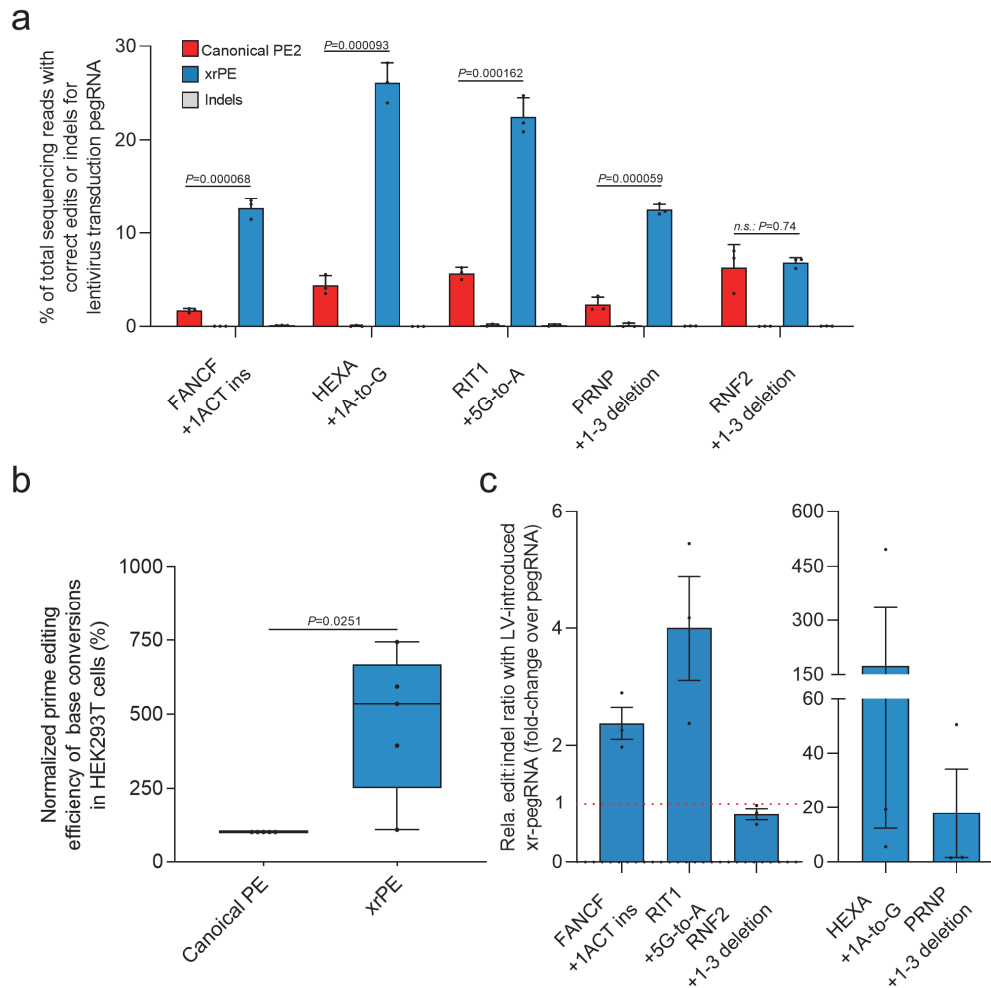 a
% of total sequencing reads with
correct edits or indels for
lentivirus transduction pegRNA
30
20
10
0
Canonical PE2
xrPE
Indels
P=0.000068
P=0.000093
P=0.000162
P=0.000059
n.s.: P=0.74
FANCF
+1ACT ins
HEXA
+1A-to-G
RIT1
+5G-to-A
PRNP
+1-3 deletion
RNF2
+1-3 deletion
b
Normalized prime editing
efficiency of base conversions
in HEK293T cells (%)
1000
750
500
250
0
P=0.0251
Canoical PE
xrPE
c
Rela. edit:indel ratio with LV-introduced
xr-pegRNA (fold-change over pegRNA)
6
4
2
1
0
FANCF
+1ACT ins
RIT1
+5G-to-A
RNF2
+1-3 deletion
600
450
300
150
60
40
20
0
HEXA
+1A-to-G
PRNP
+1-3 deletion